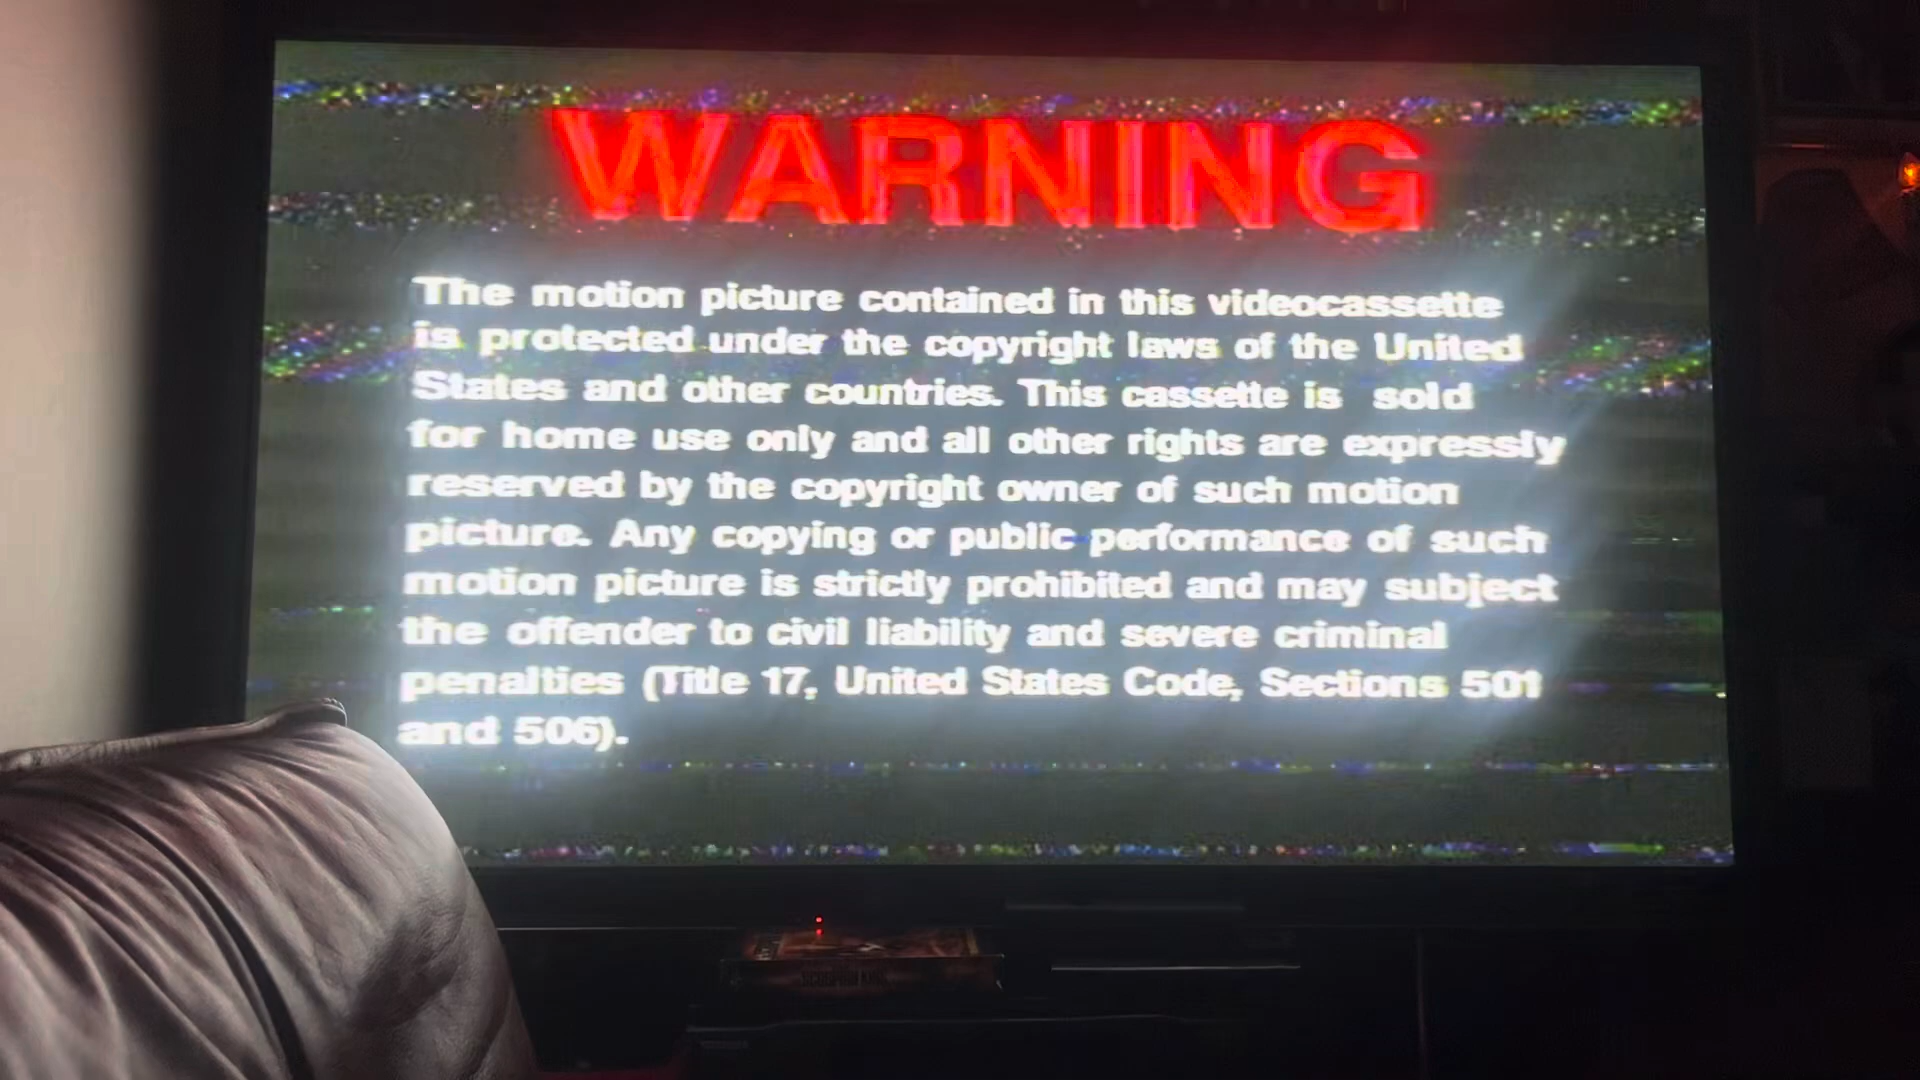 WARNING
The motion picture contained in this videocassette
is protected under the copyright laws of the United
States and other countries. This cassette is sold
for home use only and all other rights are expressly
reserved by the copyright owner of such motion
picture. Any copying or public performance of such
motion picture is strictly prohibited and may subject
the offender to civil liability and severe criminal
penalties (Title 17, United States Code, Sections 501
and 506).